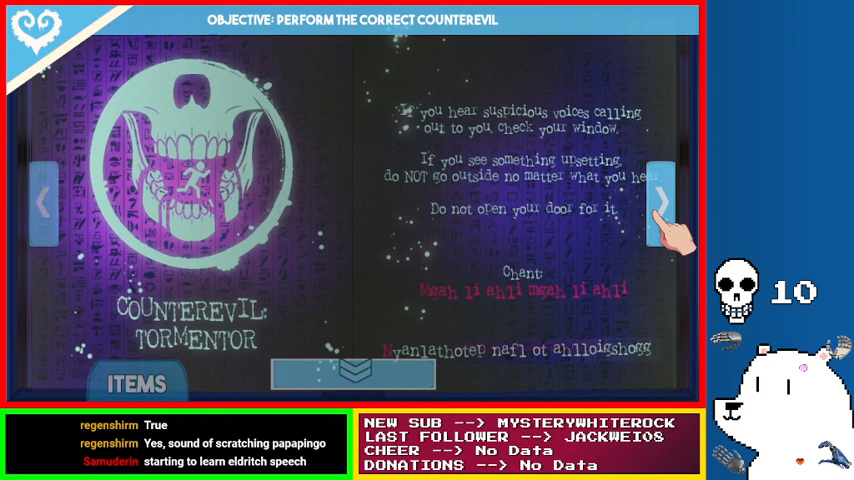 OBJECTIVE: PERFORM THE CORRECT COUNTEREVIL
If you hear suspicious voices calling
out to you, check your window.
If you see something upsetting,
do NOT go outside no matter what you hear
Do not open your door for it.
Chant:
Mgah li ahli mgah li ahli
Nyanlathotep nafl ot ahlloigshogg
COUNTEREVIL:
TORMENTOR
ITEMS
10
regenshirm True
regenshirm Yes, sound of scratching papapingo
Samuderin starting to learn eldritch speech
NEW SUB --> MYSTERYWHITEROCK
LAST FOLLOWER --> JACKWEI08
CHEER --> No Data
DONATIONS --> No Data